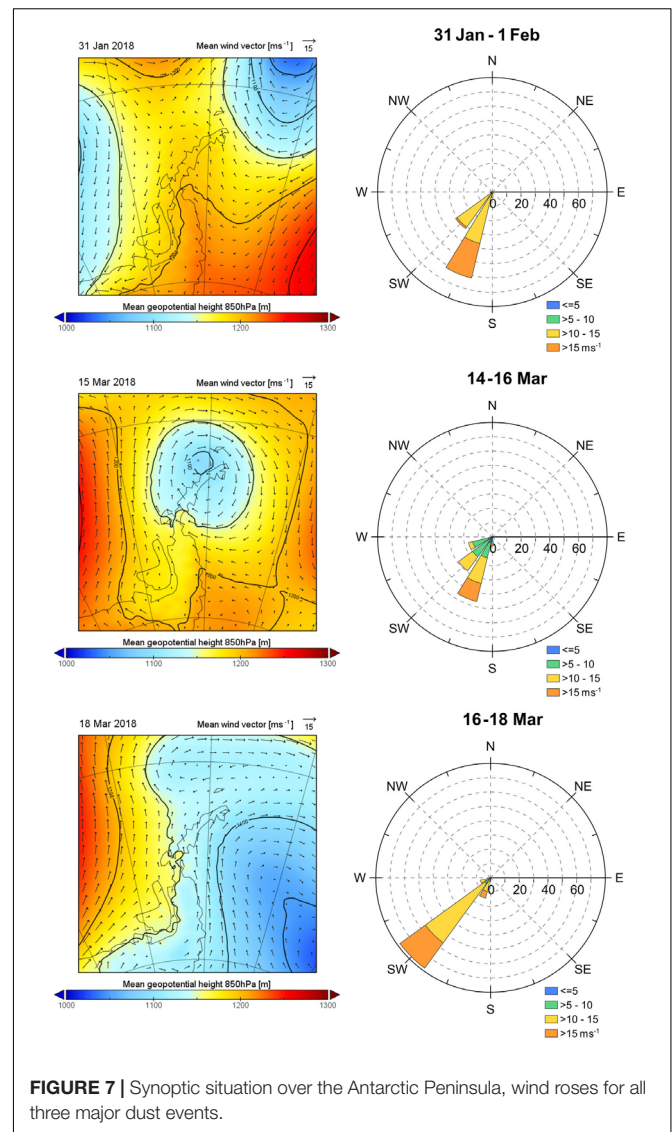 31 Jan 2018 Mean wind vector [ms⁻¹] 15
31 Jan - 1 Feb
N
NW NE
W 0 20 40 60 E
SW SE
S
<=5
>5 - 10
>10 - 15
>15 ms⁻¹
Mean geopotential height 850hPa [m]
1000 1100 1200 1300
15 Mar 2018 Mean wind vector [ms⁻¹] 15
14-16 Mar
N
NW NE
W 0 20 40 60 E
SW SE
S
<=5
>5 - 10
>10 - 15
>15 ms⁻¹
Mean geopotential height 850hPa [m]
1000 1100 1200 1300
18 Mar 2018 Mean wind vector [ms⁻¹] 15
16-18 Mar
N
NW NE
W 0 20 40 60 E
SW SE
S
<=5
>5 - 10
>10 - 15
>15 ms⁻¹
Mean geopotential height 850hPa [m]
1000 1100 1200 1300
FIGURE 7 | Synoptic situation over the Antarctic Peninsula, wind roses for all
three major dust events.